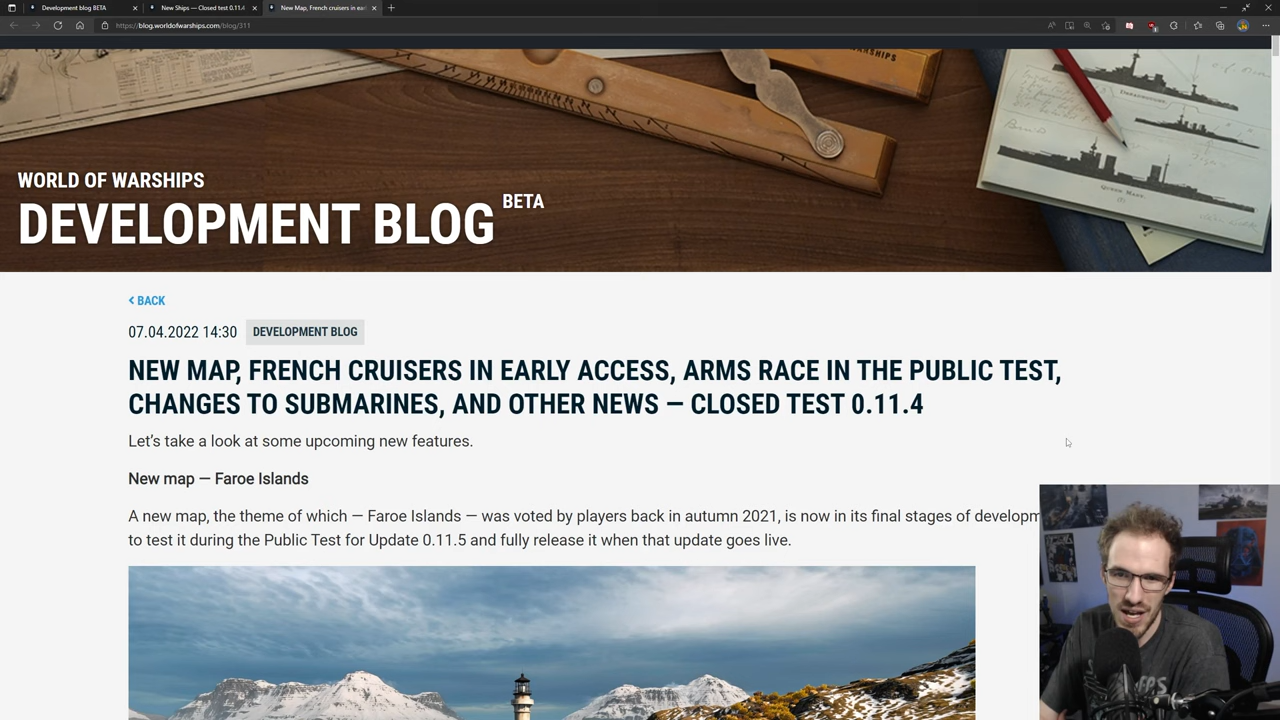 Development blog BETA
New Ships — Closed test 0.11.4
New Map, French cruisers in ear
https://blog.worldofwarships.com/blog/311
WORLD OF WARSHIPS
DEVELOPMENT BLOG BETA
DREADNOUGHT.
QUEEN MARY.
BACK
07.04.2022 14:30 DEVELOPMENT BLOG
NEW MAP, FRENCH CRUISERS IN EARLY ACCESS, ARMS RACE IN THE PUBLIC TEST,
CHANGES TO SUBMARINES, AND OTHER NEWS — CLOSED TEST 0.11.4
Let's take a look at some upcoming new features.
New map — Faroe Islands
A new map, the theme of which — Faroe Islands — was voted by players back in autumn 2021, is now in its final stages of developm
to test it during the Public Test for Update 0.11.5 and fully release it when that update goes live.